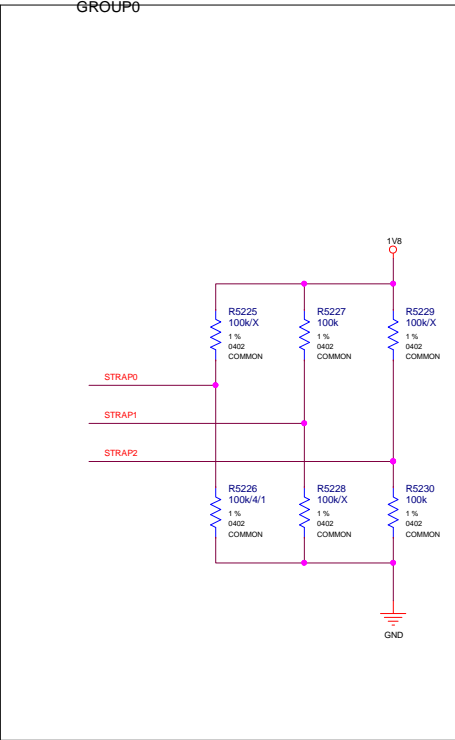 GROUP0
1V8
R5225
100k/X
1 %
0402
COMMON
R5227
100k
1 %
0402
COMMON
R5229
100k/X
1 %
0402
COMMON
STRAP0
STRAP1
STRAP2
R5226
100k/4/1
1 %
0402
COMMON
R5228
100k/X
1 %
0402
COMMON
R5230
100k
1 %
0402
COMMON
GND